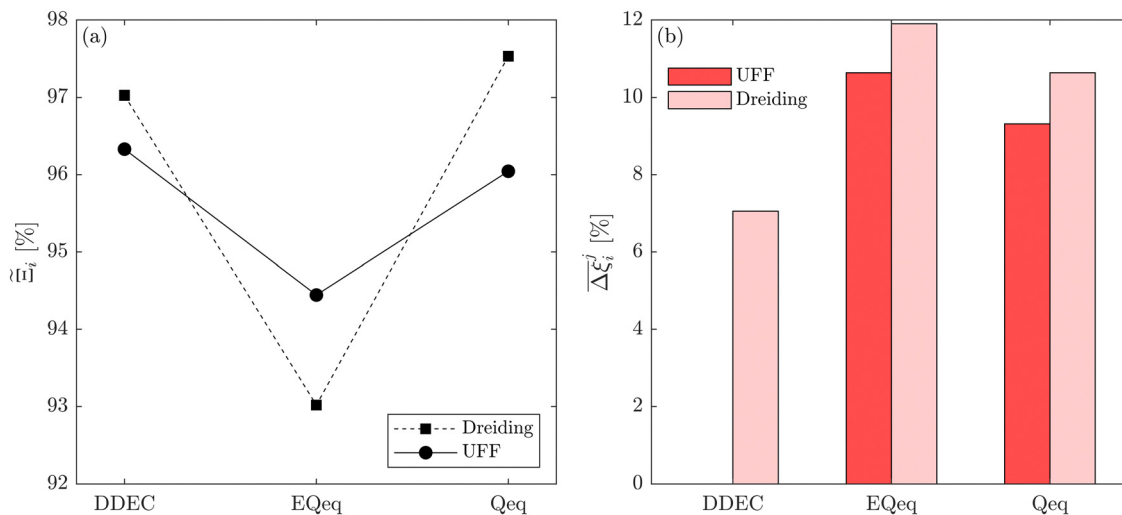 (a)
98
97
96
95
94
93
92
Ξ̃ᵢ [%]
DDEC
EQeq
Qeq
Dreiding
UFF
(b)
12
10
8
6
4
2
0
Δ̅ξᵢʲ [%]
UFF
Dreiding
DDEC
EQeq
Qeq